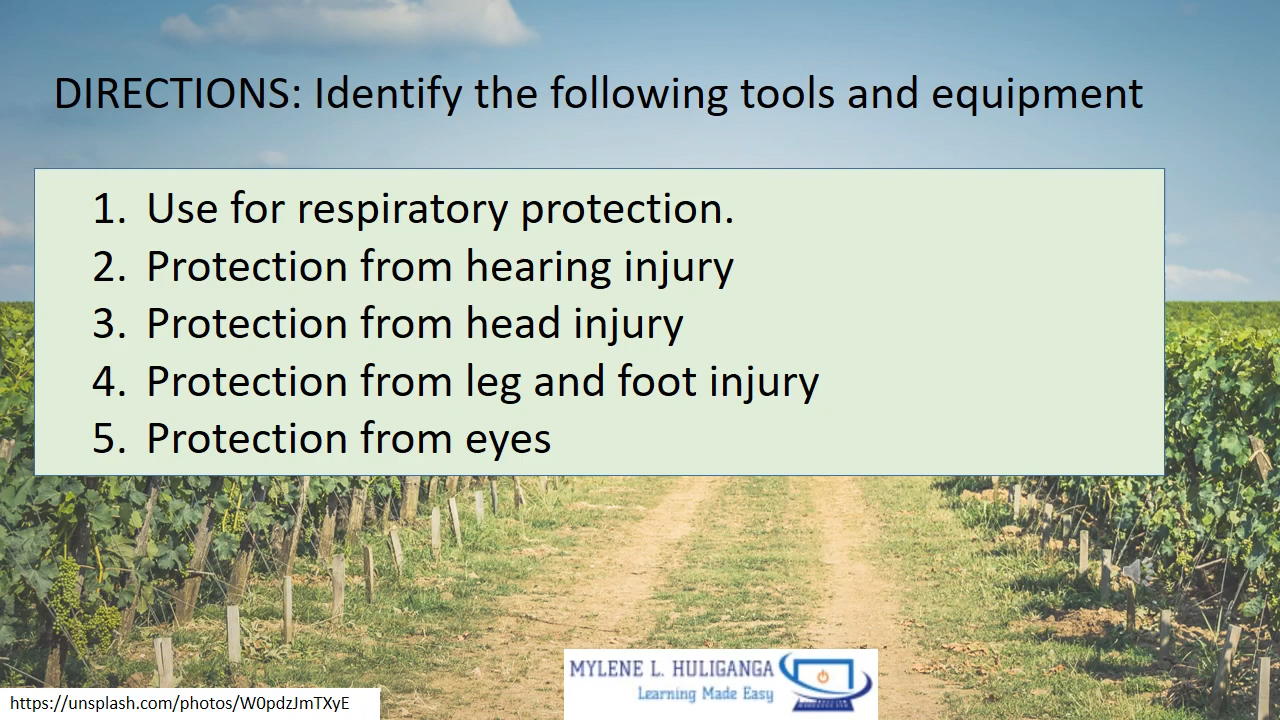 DIRECTIONS: Identify the following tools and equipment
1. Use for respiratory protection.
2. Protection from hearing injury
3. Protection from head injury
4. Protection from leg and foot injury
5. Protection from eyes
MYLENE L. HULIGANGA
Learning Made Easy
https://unsplash.com/photos/W0pdzJmTXyE